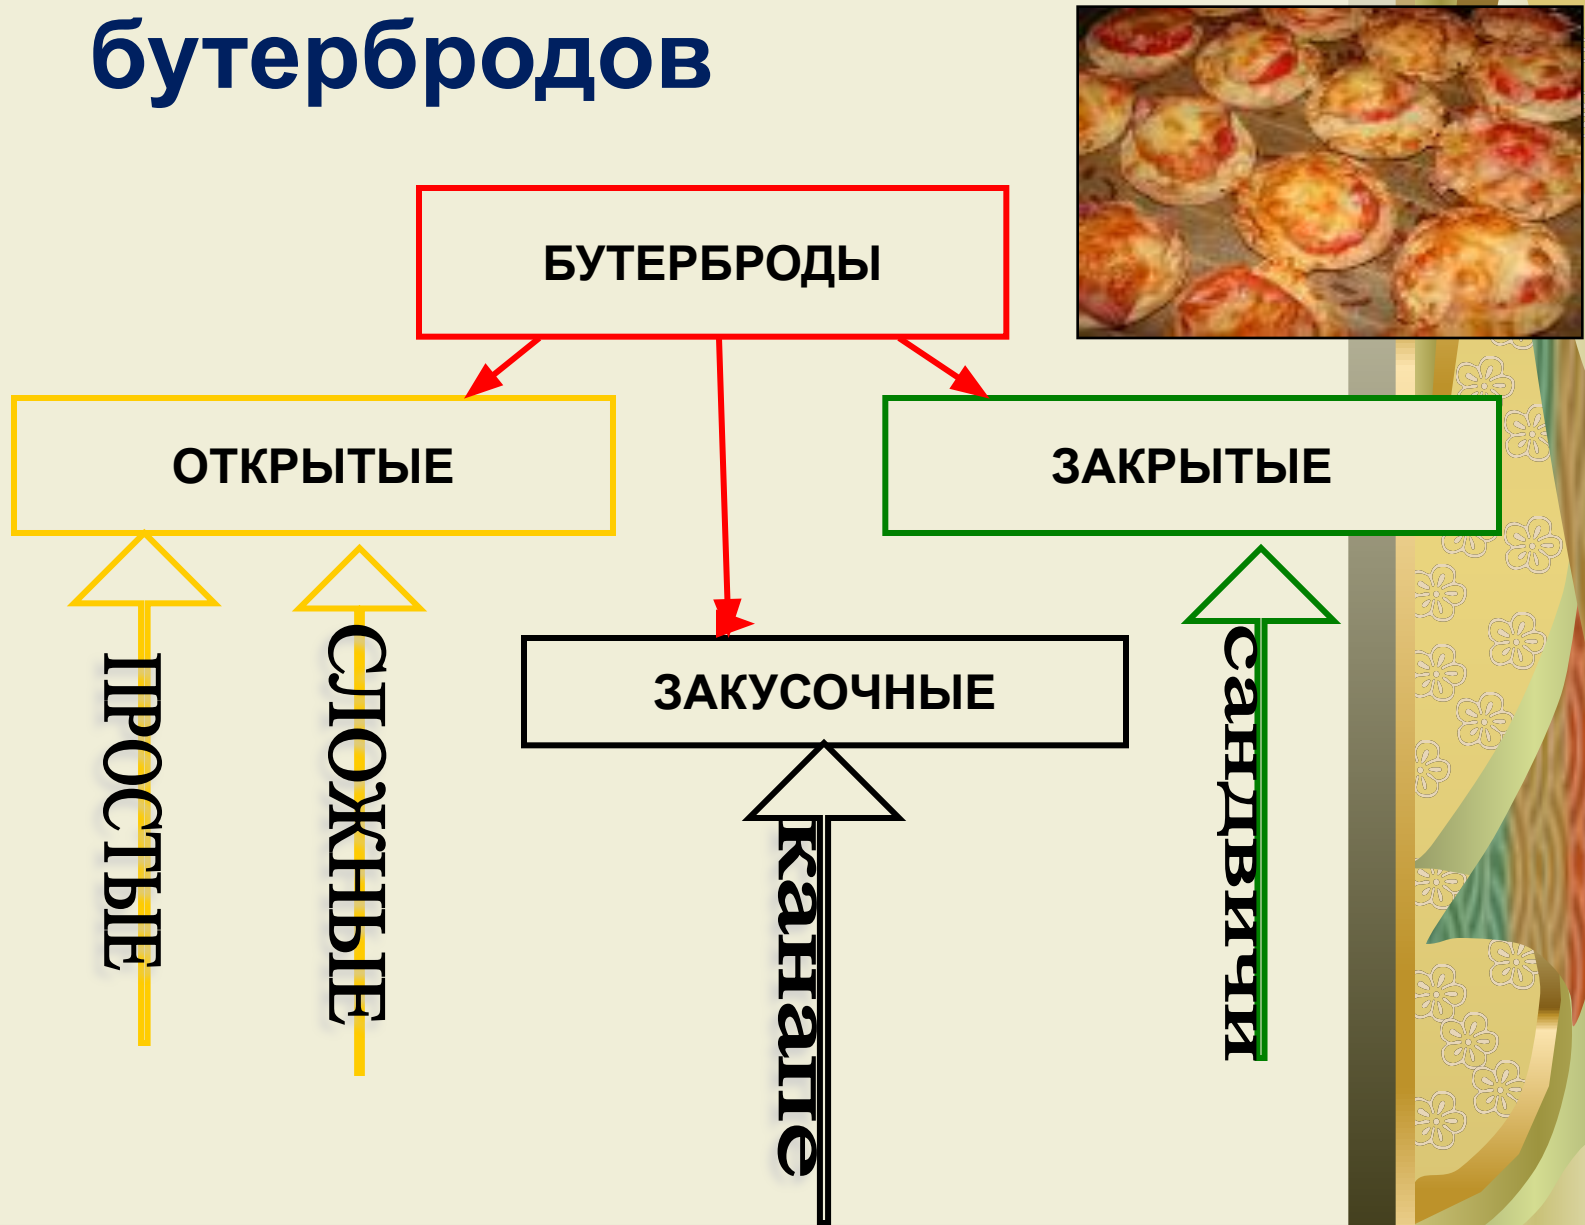 бутербродов
БУТЕРБРОДЫ
ОТКРЫТЫЕ
ЗАКРЫТЫЕ
ЗАКУСОЧНЫЕ
ПРОСТЫЕ
СЛОЖНЫЕ
канапе
сандвичи